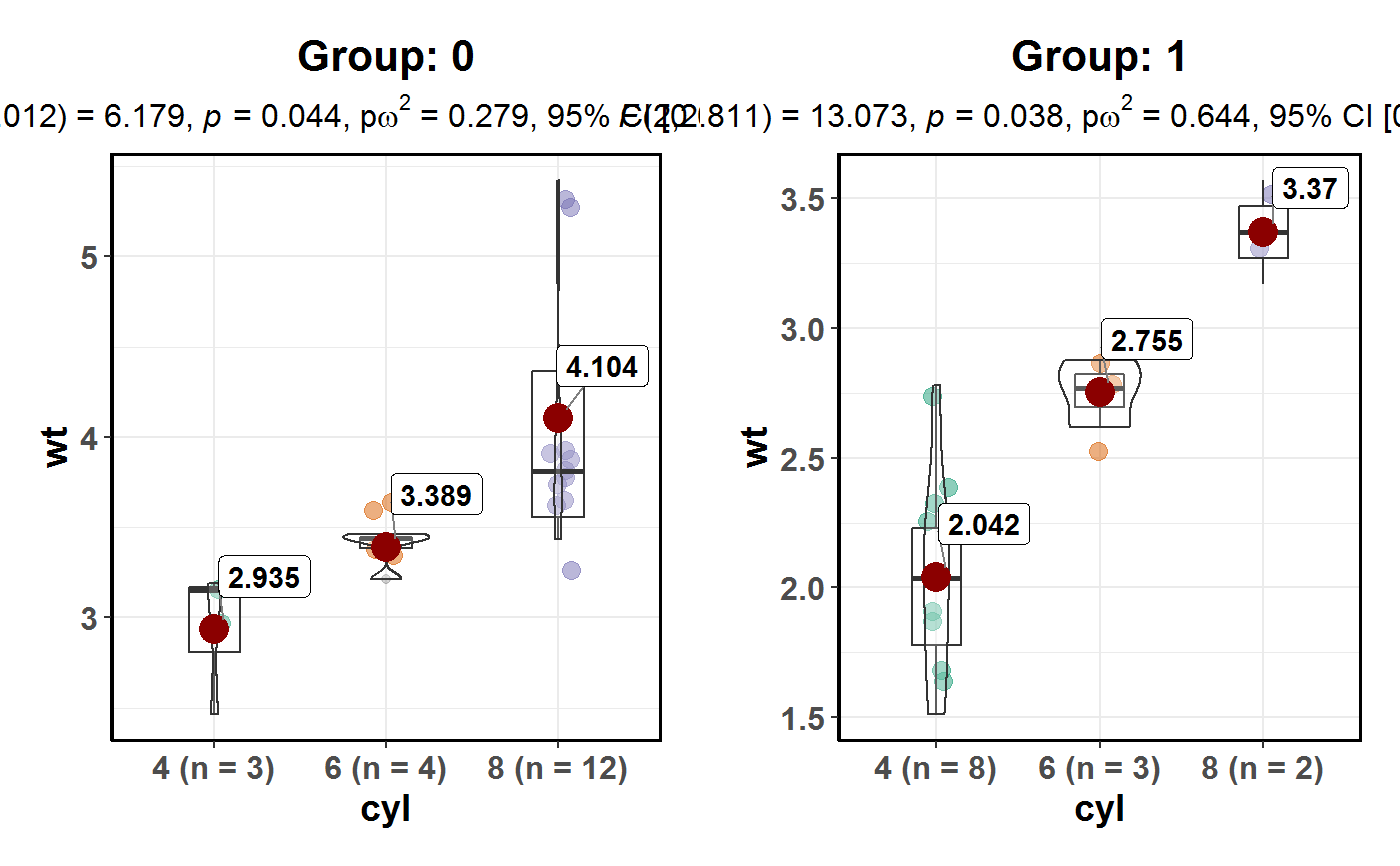 Group: 0
.012) = 6.179, p = 0.044, pω² = 0.279, 95%
5
4
3
wt
4.104
3.389
2.935
4 (n = 3) 6 (n = 4) 8 (n = 12)
cyl
Group: 1
2.811) = 13.073, p = 0.038, pω² = 0.644, 95% CI [0
3.5
3.0
2.5
2.0
1.5
wt
3.37
2.755
2.042
4 (n = 8) 6 (n = 3) 8 (n = 2)
cyl